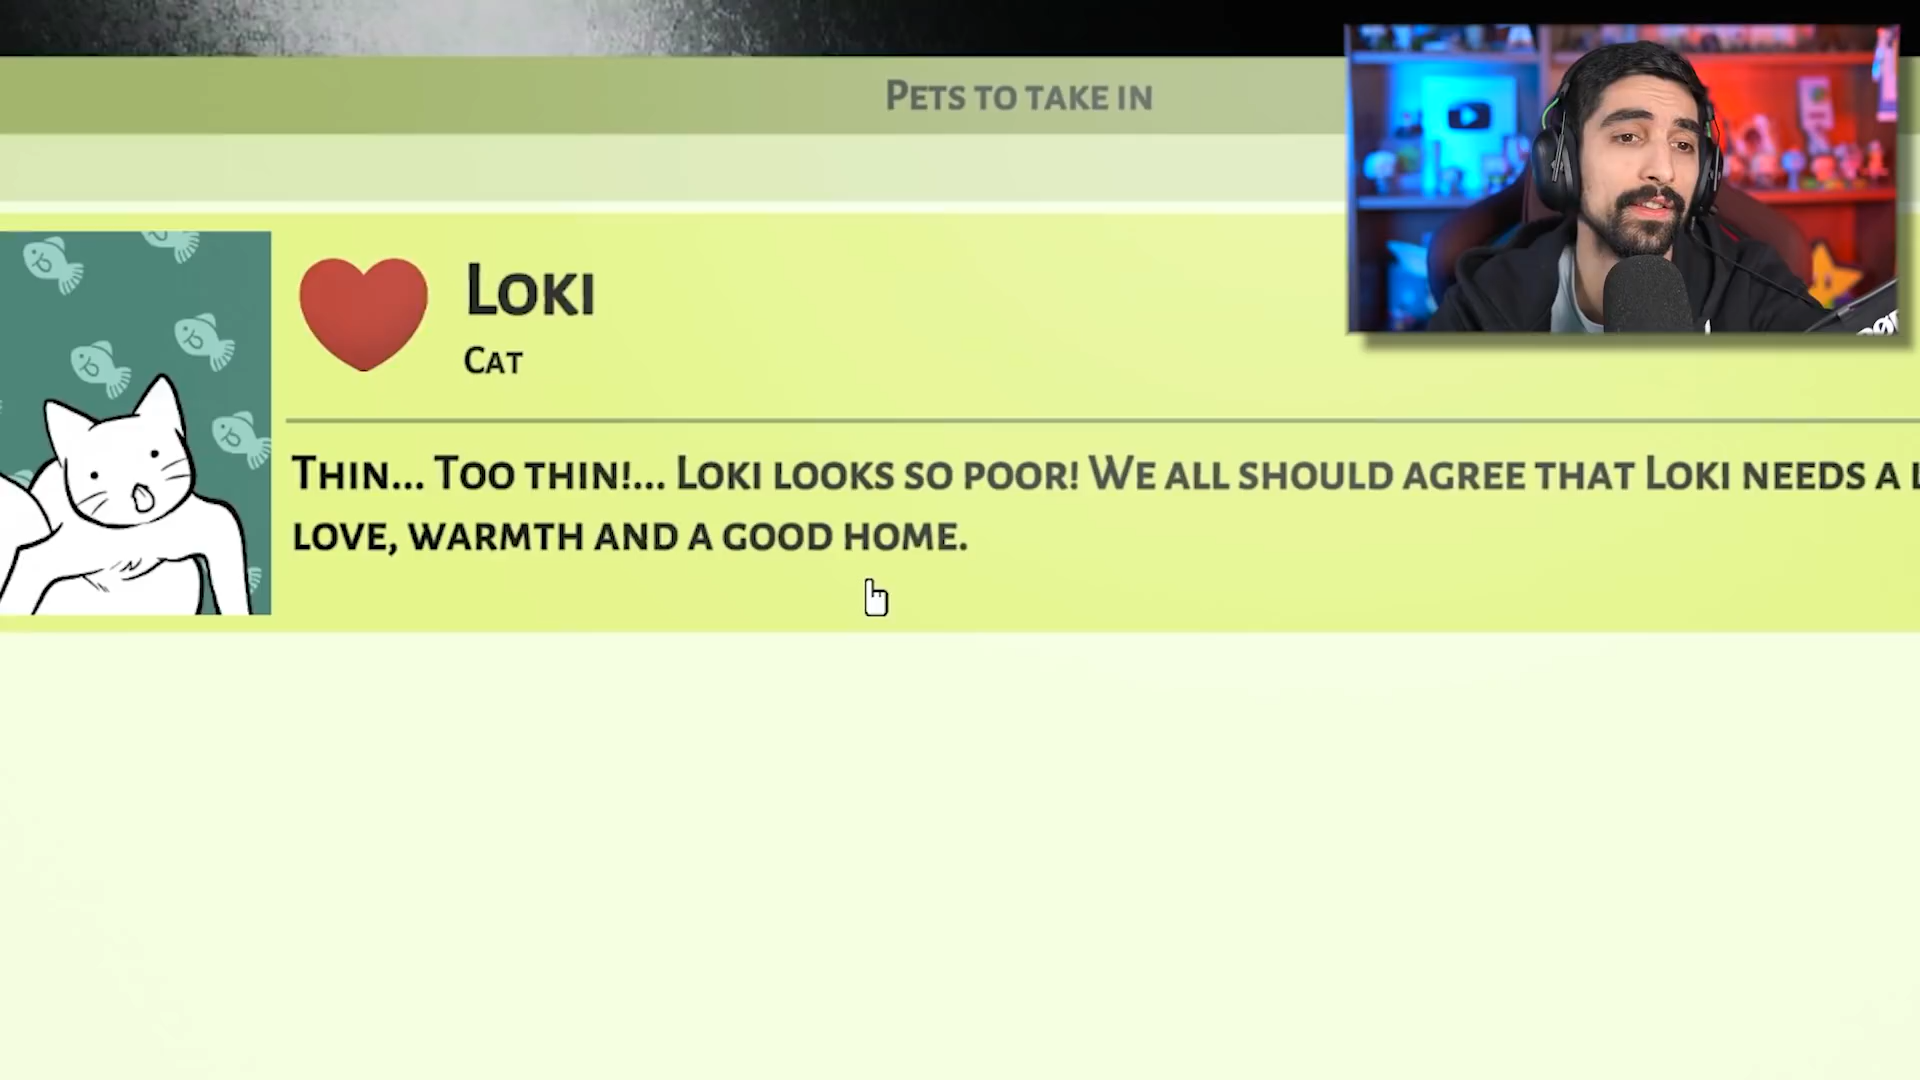 Pets to take in
Loki
Cat
Thin... Too thin!... Loki looks so poor! We all should agree that Loki needs a
love, warmth and a good home.